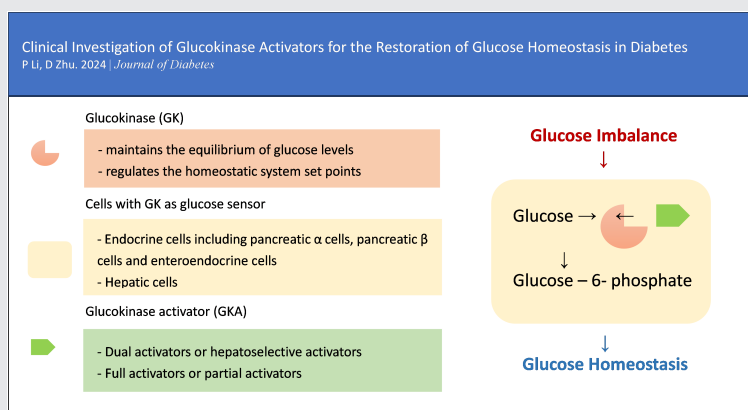 Clinical Investigation of Glucokinase Activators for the Restoration of Glucose Homeostasis in Diabetes
P Li, D Zhu. 2024 | Journal of Diabetes
Glucokinase (GK)
- maintains the equilibrium of glucose levels
- regulates the homeostatic system set points
Cells with GK as glucose sensor
- Endocrine cells including pancreatic α cells, pancreatic β
cells and enteroendocrine cells
- Hepatic cells
Glucokinase activator (GKA)
- Dual activators or hepatoselective activators
- Full activators or partial activators
Glucose Imbalance
↓
Glucose → ←
↓
Glucose – 6- phosphate
↓
Glucose Homeostasis